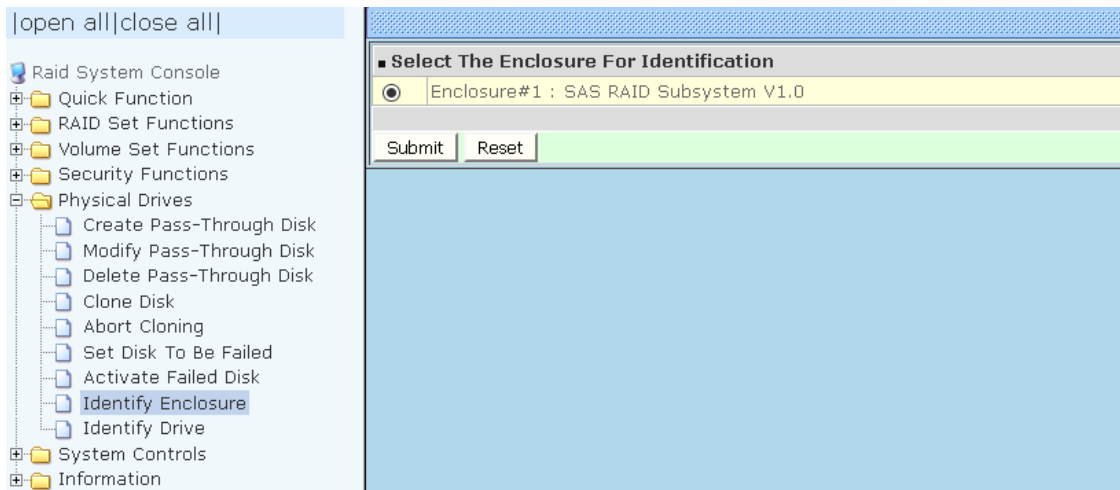 |open all|close all|
Raid System Console
Quick Function
RAID Set Functions
Volume Set Functions
Security Functions
Physical Drives
Create Pass-Through Disk
Modify Pass-Through Disk
Delete Pass-Through Disk
Clone Disk
Abort Cloning
Set Disk To Be Failed
Activate Failed Disk
Identify Enclosure
Identify Drive
System Controls
Information
Select The Enclosure For Identification
Enclosure#1 : SAS RAID Subsystem V1.0
Submit Reset